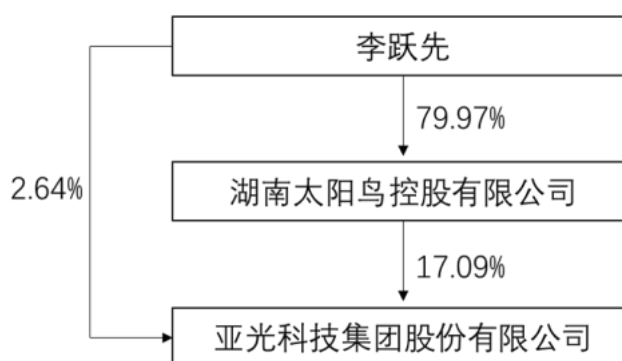 李跃先
79.97%
2.64%
湖南太阳鸟控股有限公司
17.09%
亚光科技集团股份有限公司